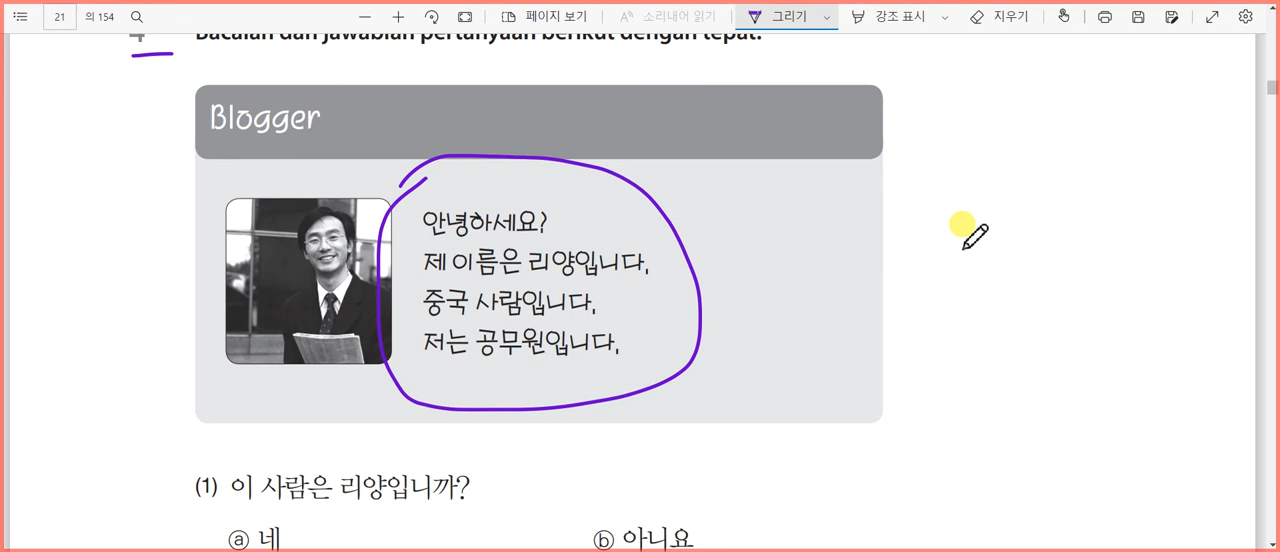 21 의 154 페이지 보기 소리내어 읽기 그리기 강조 표시 지우기
4 Bacalah dan jawablah pertanyaan berikut dengan tepat.
Blogger
안녕하세요?
제 이름은 리양입니다.
중국 사람입니다.
저는 공무원입니다.
(1) 이 사람은 리양입니까?
ⓐ 네 ⓑ 아니요